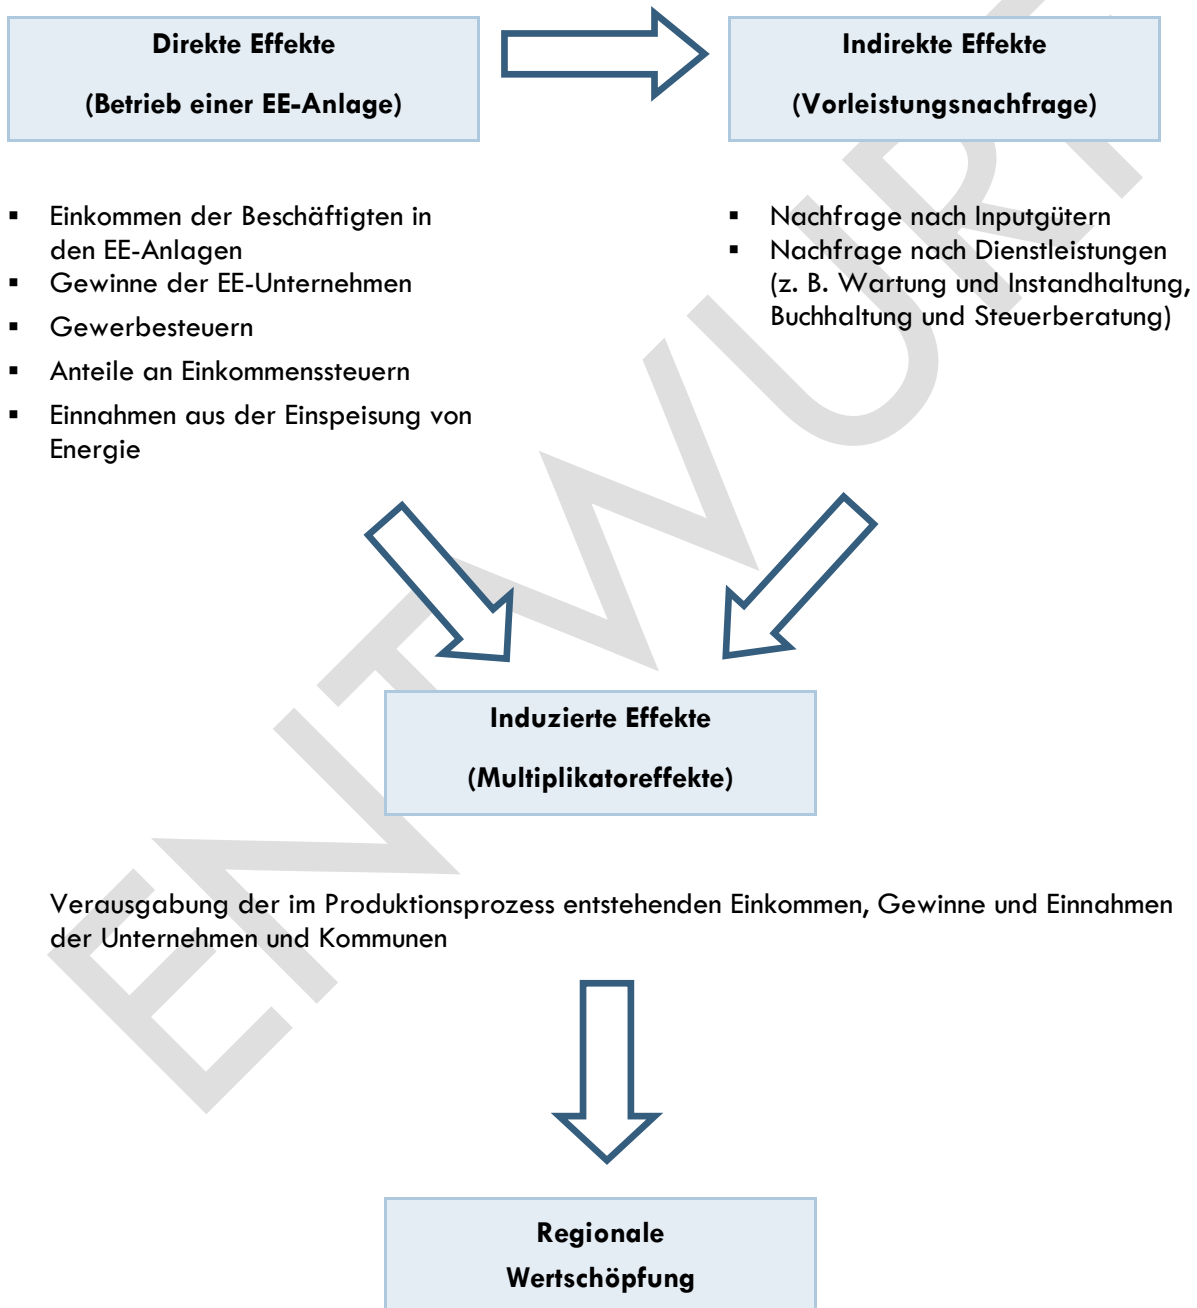 Direkte Effekte
(Betrieb einer EE-Anlage)
Indirekte Effekte
(Vorleistungsnachfrage)
▪ Einkommen der Beschäftigten in
den EE-Anlagen
▪ Gewinne der EE-Unternehmen
▪ Gewerbesteuern
▪ Anteile an Einkommenssteuern
▪ Einnahmen aus der Einspeisung von
Energie
▪ Nachfrage nach Inputgütern
▪ Nachfrage nach Dienstleistungen
(z. B. Wartung und Instandhaltung,
Buchhaltung und Steuerberatung)
Induzierte Effekte
(Multiplikatoreffekte)
Verausgabung der im Produktionsprozess entstehenden Einkommen, Gewinne und Einnahmen
der Unternehmen und Kommunen
Regionale
Wertschöpfung
ENTWURF